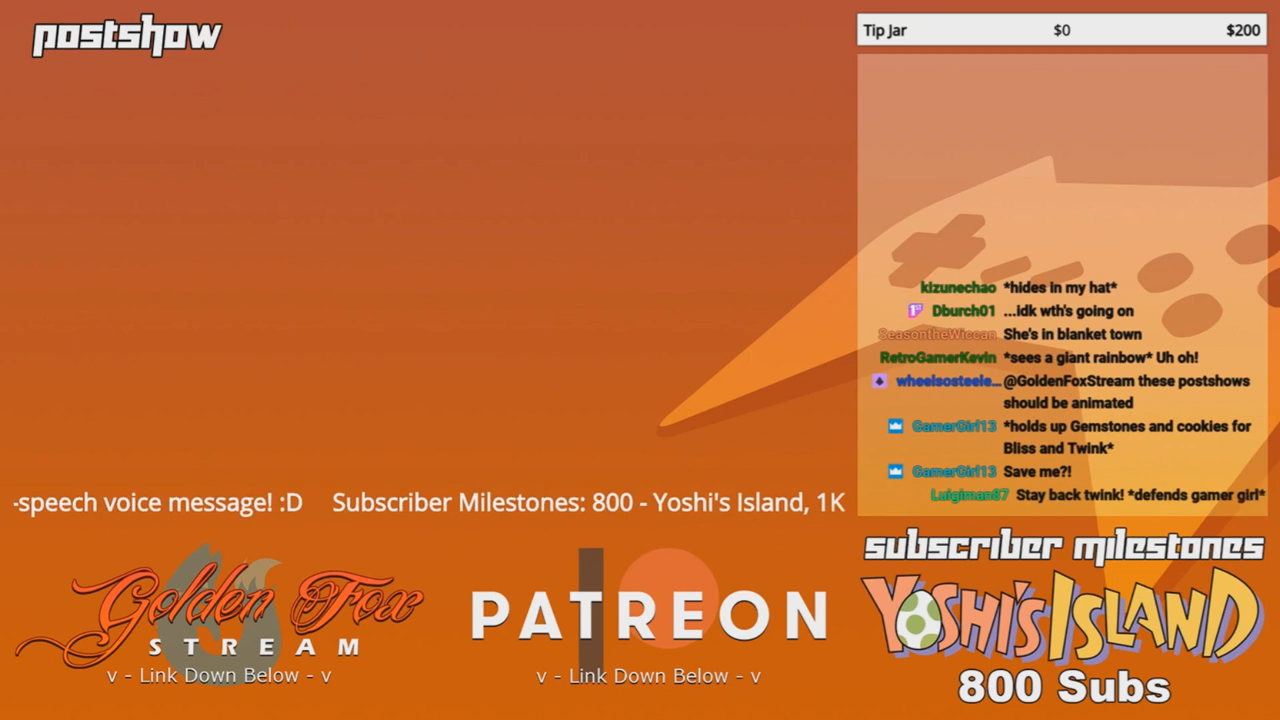 postshow
Tip Jar $0 $200
kizunechao *hides in my hat*
Dburch01 ...idk wth's going on
SeasontheWiccan She's in blanket town
RetroGamerKevin *sees a giant rainbow* Uh oh!
wheelsosteele... @GoldenFoxStream these postshows
should be animated
GamerGirl13 *holds up Gemstones and cookies for
Bliss and Twink*
GamerGirl13 Save me?!
Luigiman87 Stay back twink! *defends gamer girl*
-speech voice message! :D Subscriber Milestones: 800 - Yoshi's Island, 1K
subscriber milestones
Golden Fox
STREAM
v - Link Down Below - v
PATREON
v - Link Down Below - v
YOSHI'S ISLAND
800 Subs